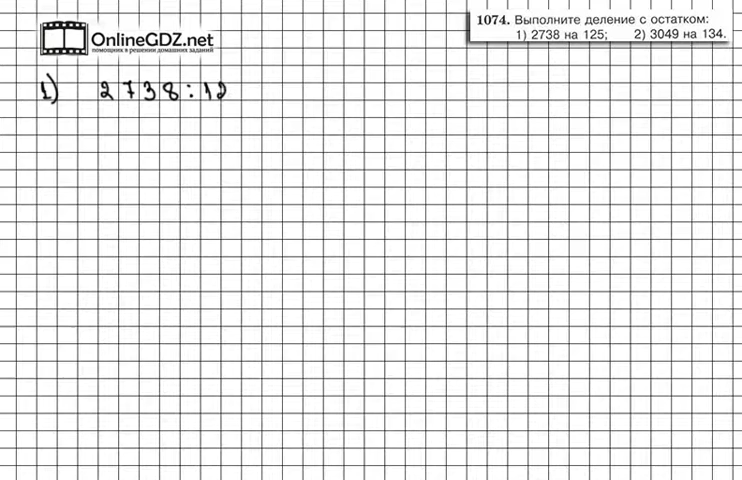 OnlineGDZ.net
помощник в решении домашних заданий
1074. Выполните деление с остатком:
1) 2738 на 125; 2) 3049 на 134.
1) 2738:12